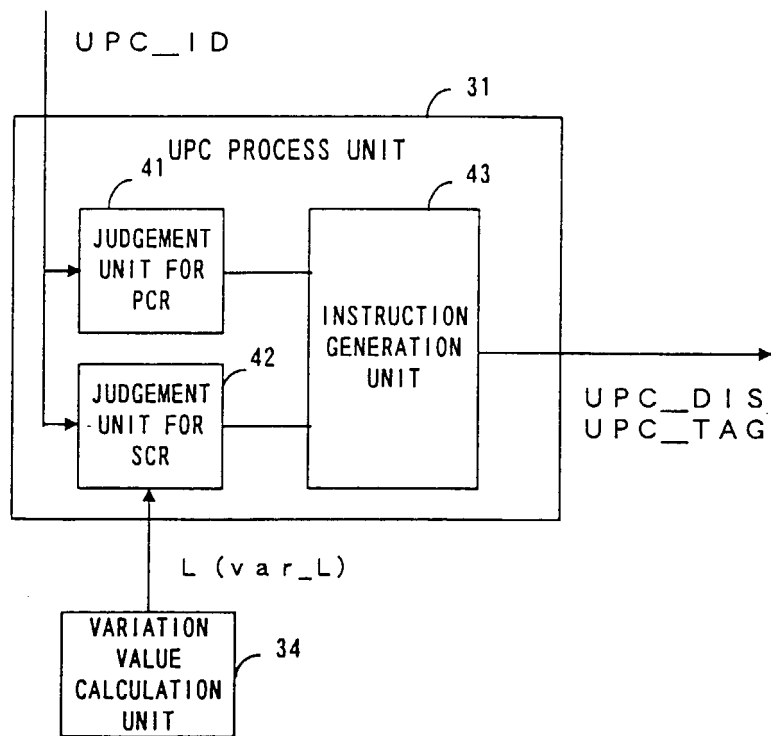 UPC_ID
31
UPC PROCESS UNIT
41
43
JUDGEMENT
UNIT FOR
PCR
INSTRUCTION
GENERATION
UNIT
42
JUDGEMENT
UNIT FOR
SCR
UPC_DIS
UPC_TAG
L (var_L)
VARIATION
VALUE
CALCULATION
UNIT
34